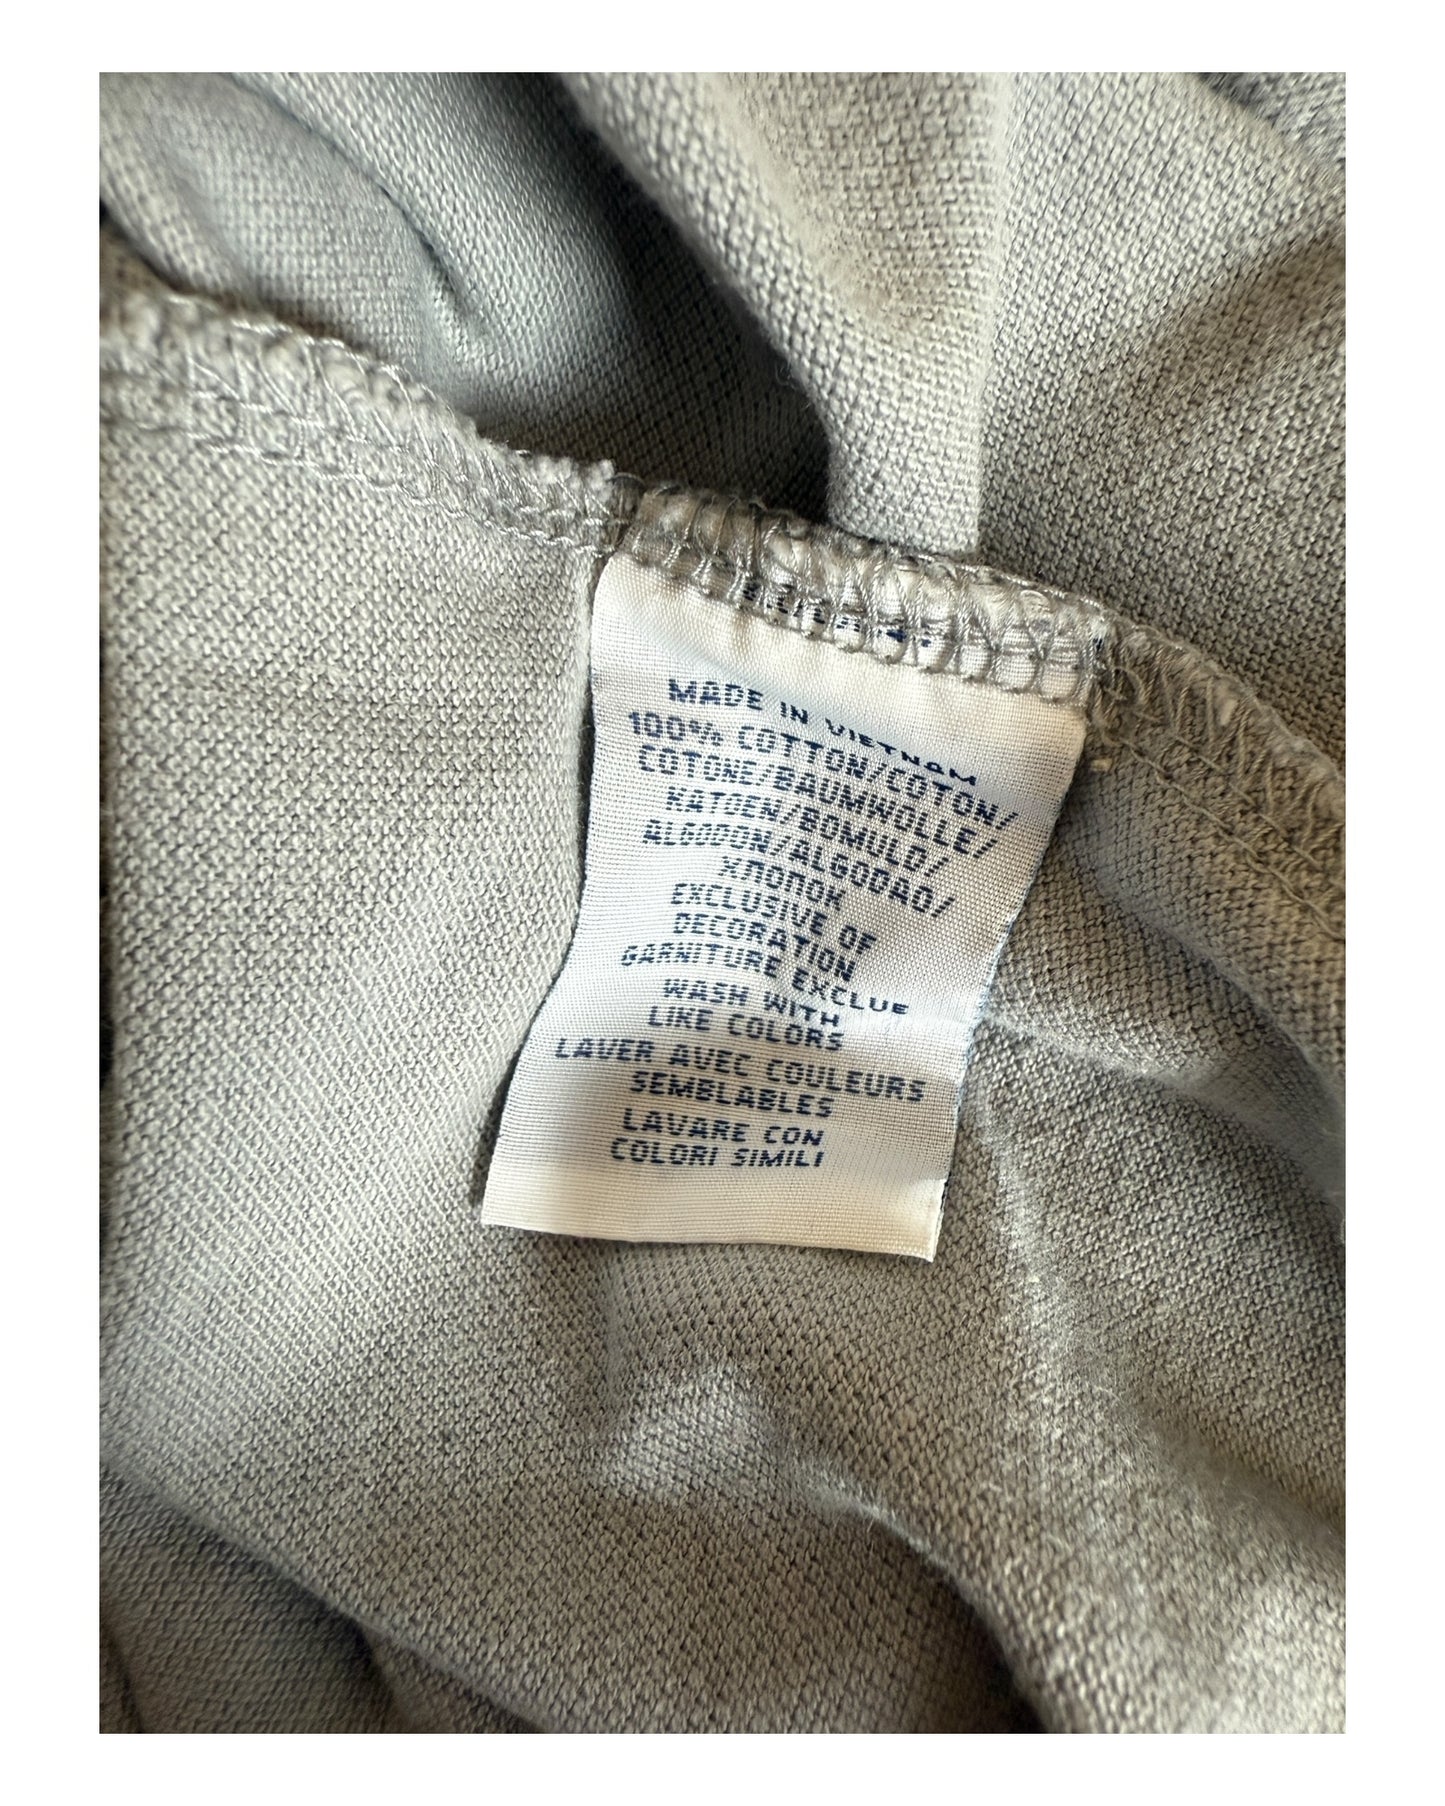 MADE IN VIETNAM
100% COTTON/COTON/
COTONE/BAUMWOLLE/
KATOEN/BOMULD/
ALGODON/ALGODAO/
ХЛОПОК
EXCLUSIVE OF
DECORATION
GARNITURE EXCLUE
WASH WITH
LIKE COLORS
LAVER AVEC COULEURS
SEMBLABLES
LAVARE CON
COLORI SIMILI